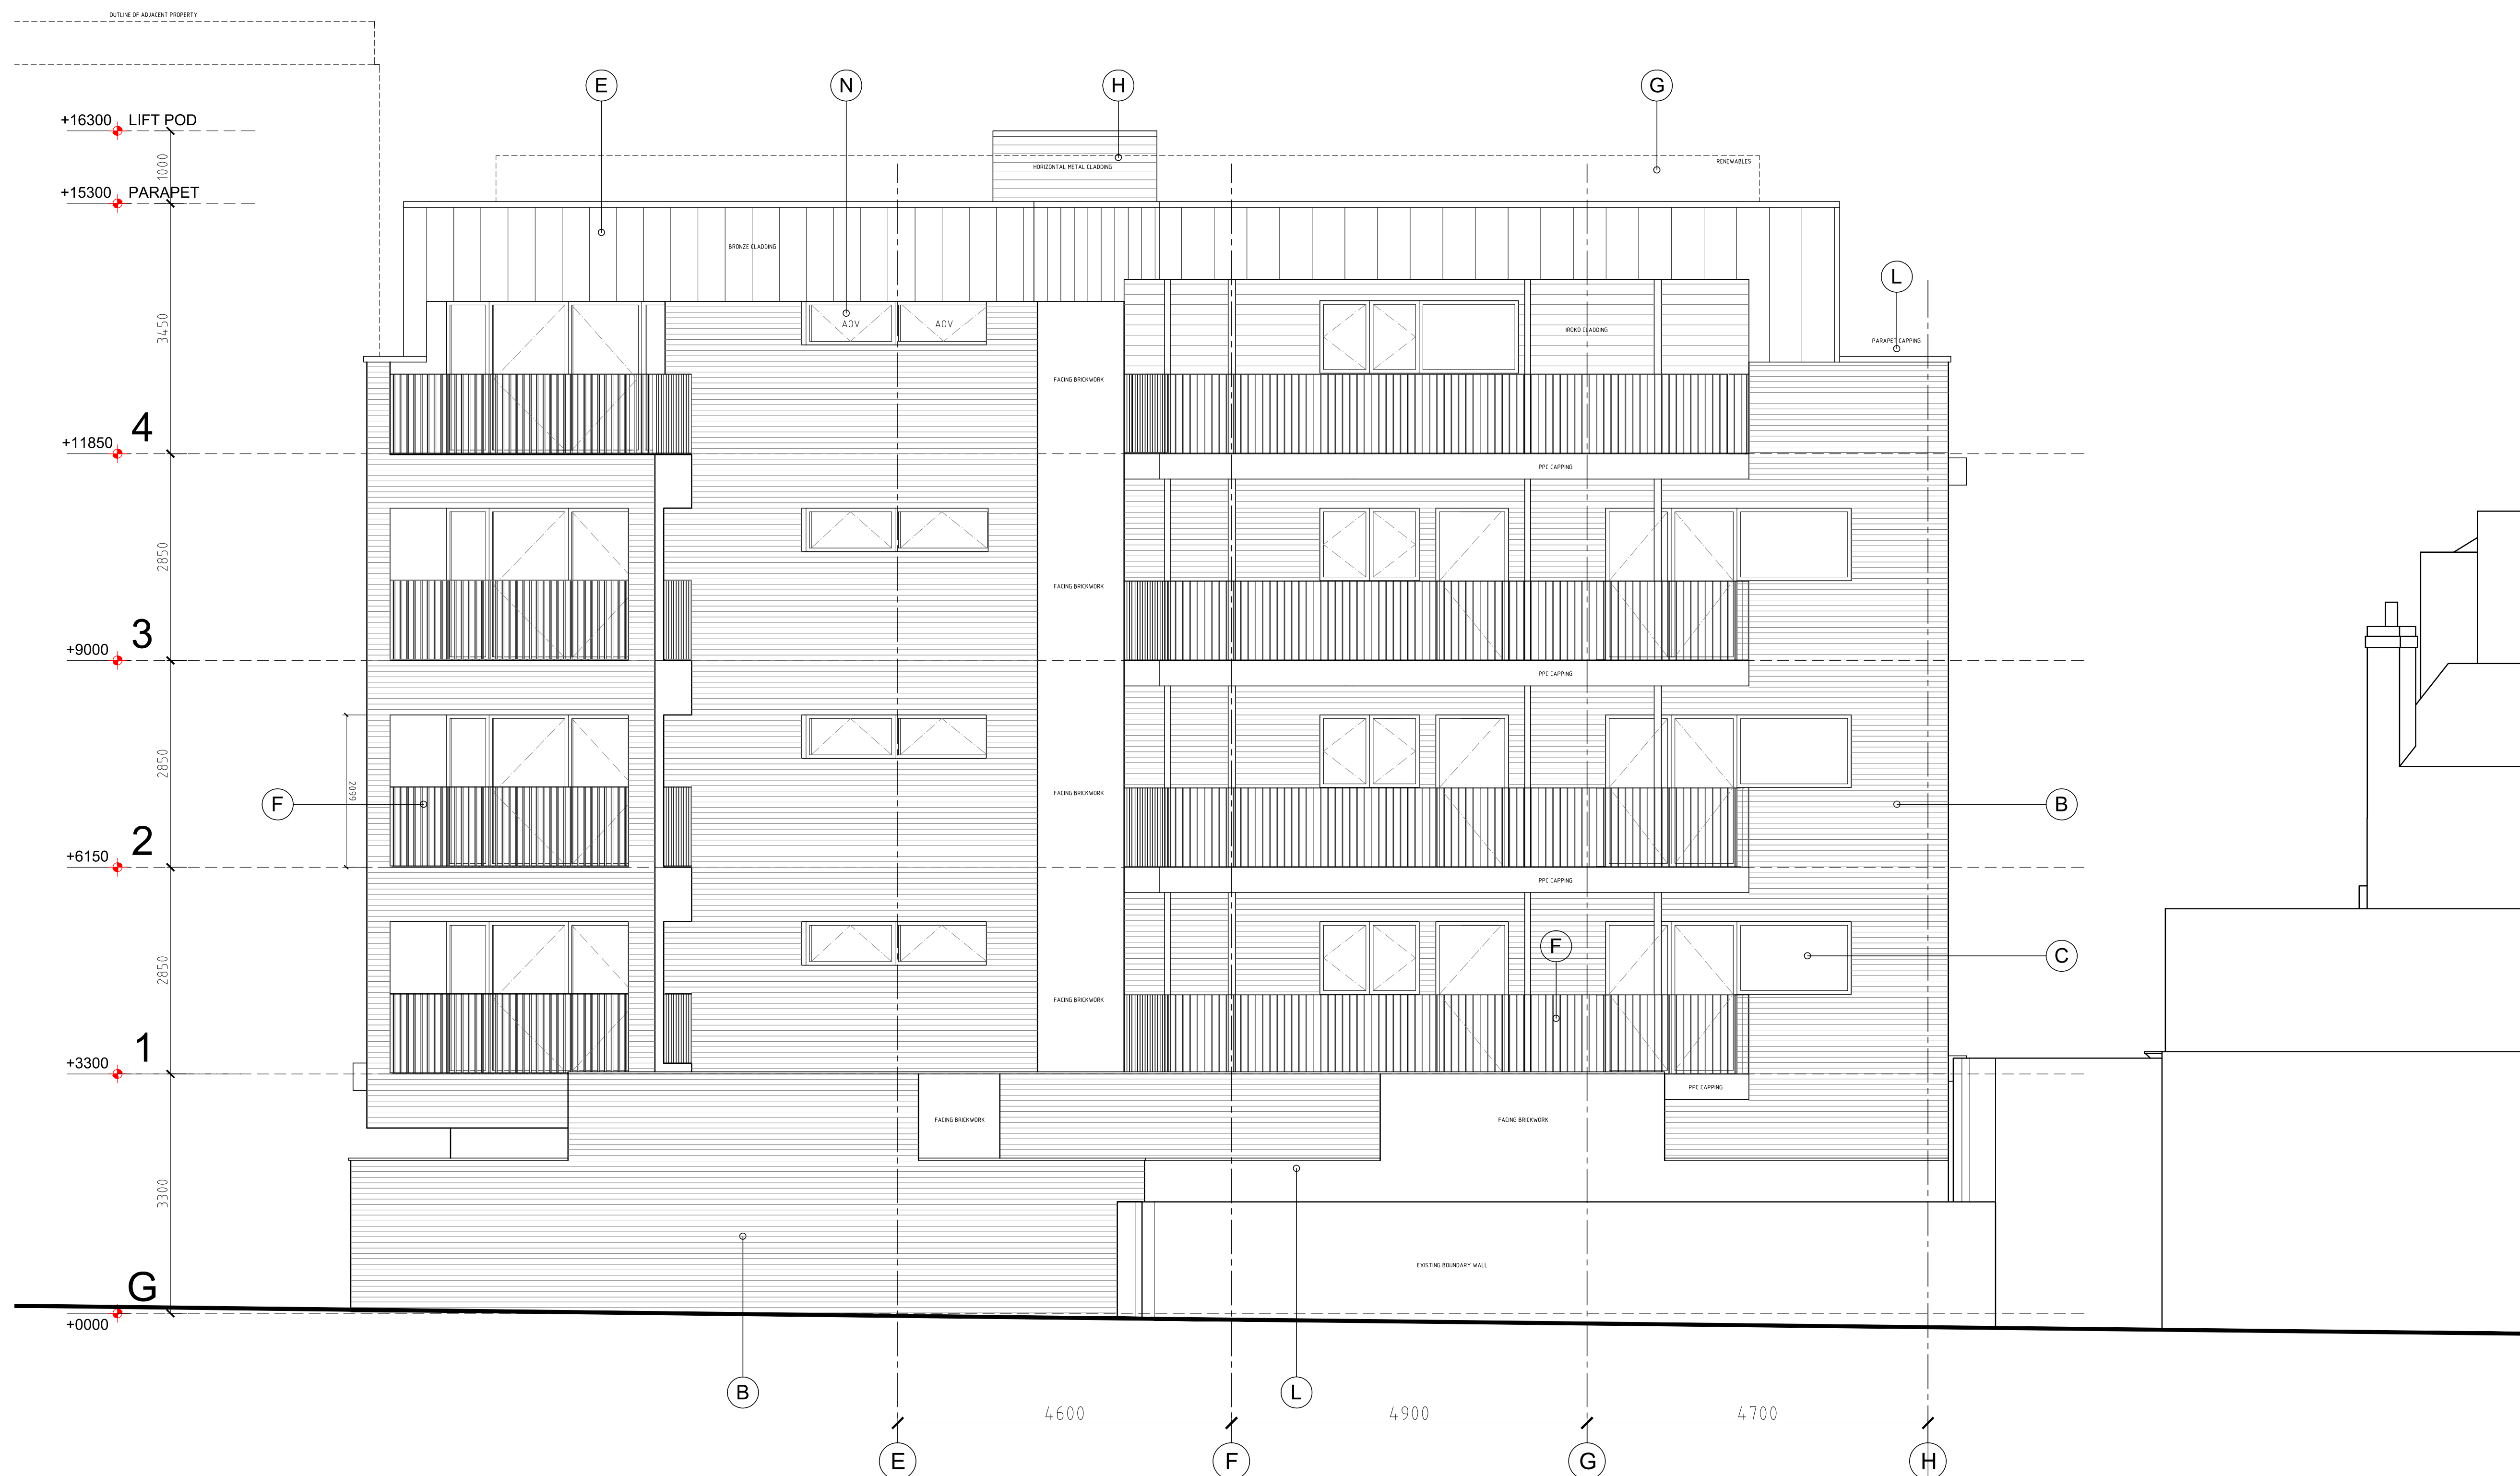 OUTLINE OF ADJACENT PROPERTY
E
N
H
G
+16300 LIFT POD
1000
HORIZONTAL METAL CLADDING
RENEWABLES
+15300 PARAPET
BRONZE CLADDING
L
3450
AOV
AOV
IROKO CLADDING
PARAPET CAPPING
FACING BRICKWORK
4
+11850
PPC CAPPING
2850
FACING BRICKWORK
3
+9000
PPC CAPPING
2850
2099
FACING BRICKWORK
F
B
2
+6150
PPC CAPPING
F
C
2850
FACING BRICKWORK
1
+3300
PPC CAPPING
FACING BRICKWORK
FACING BRICKWORK
3300
EXISTING BOUNDARY WALL
G
+0000
B
L
4600
4900
4700
E
F
G
H